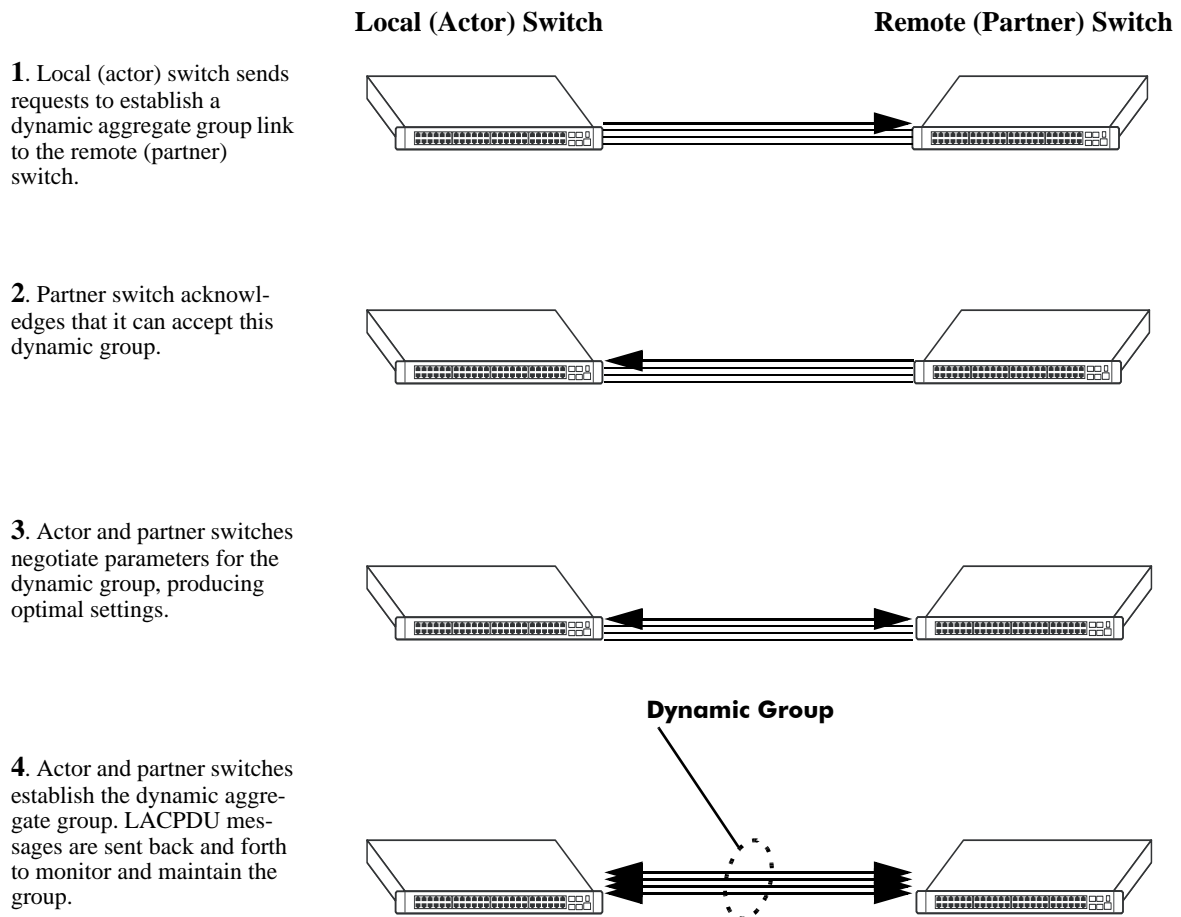 Local (Actor) Switch
Remote (Partner) Switch
1. Local (actor) switch sends
requests to establish a
dynamic aggregate group link
to the remote (partner)
switch.
2. Partner switch acknowl-
edges that it can accept this
dynamic group.
3. Actor and partner switches
negotiate parameters for the
dynamic group, producing
optimal settings.
Dynamic Group
4. Actor and partner switches
establish the dynamic aggre-
gate group. LACPDU mes-
sages are sent back and forth
to monitor and maintain the
group.